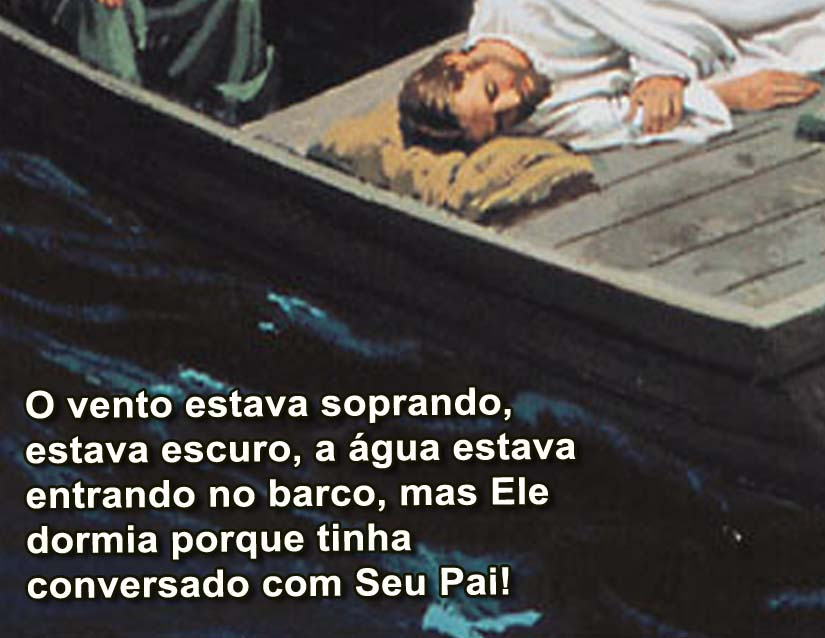 O vento estava soprando,
estava escuro, a água estava
entrando no barco, mas Ele
dormia porque tinha
conversado com Seu Pai!